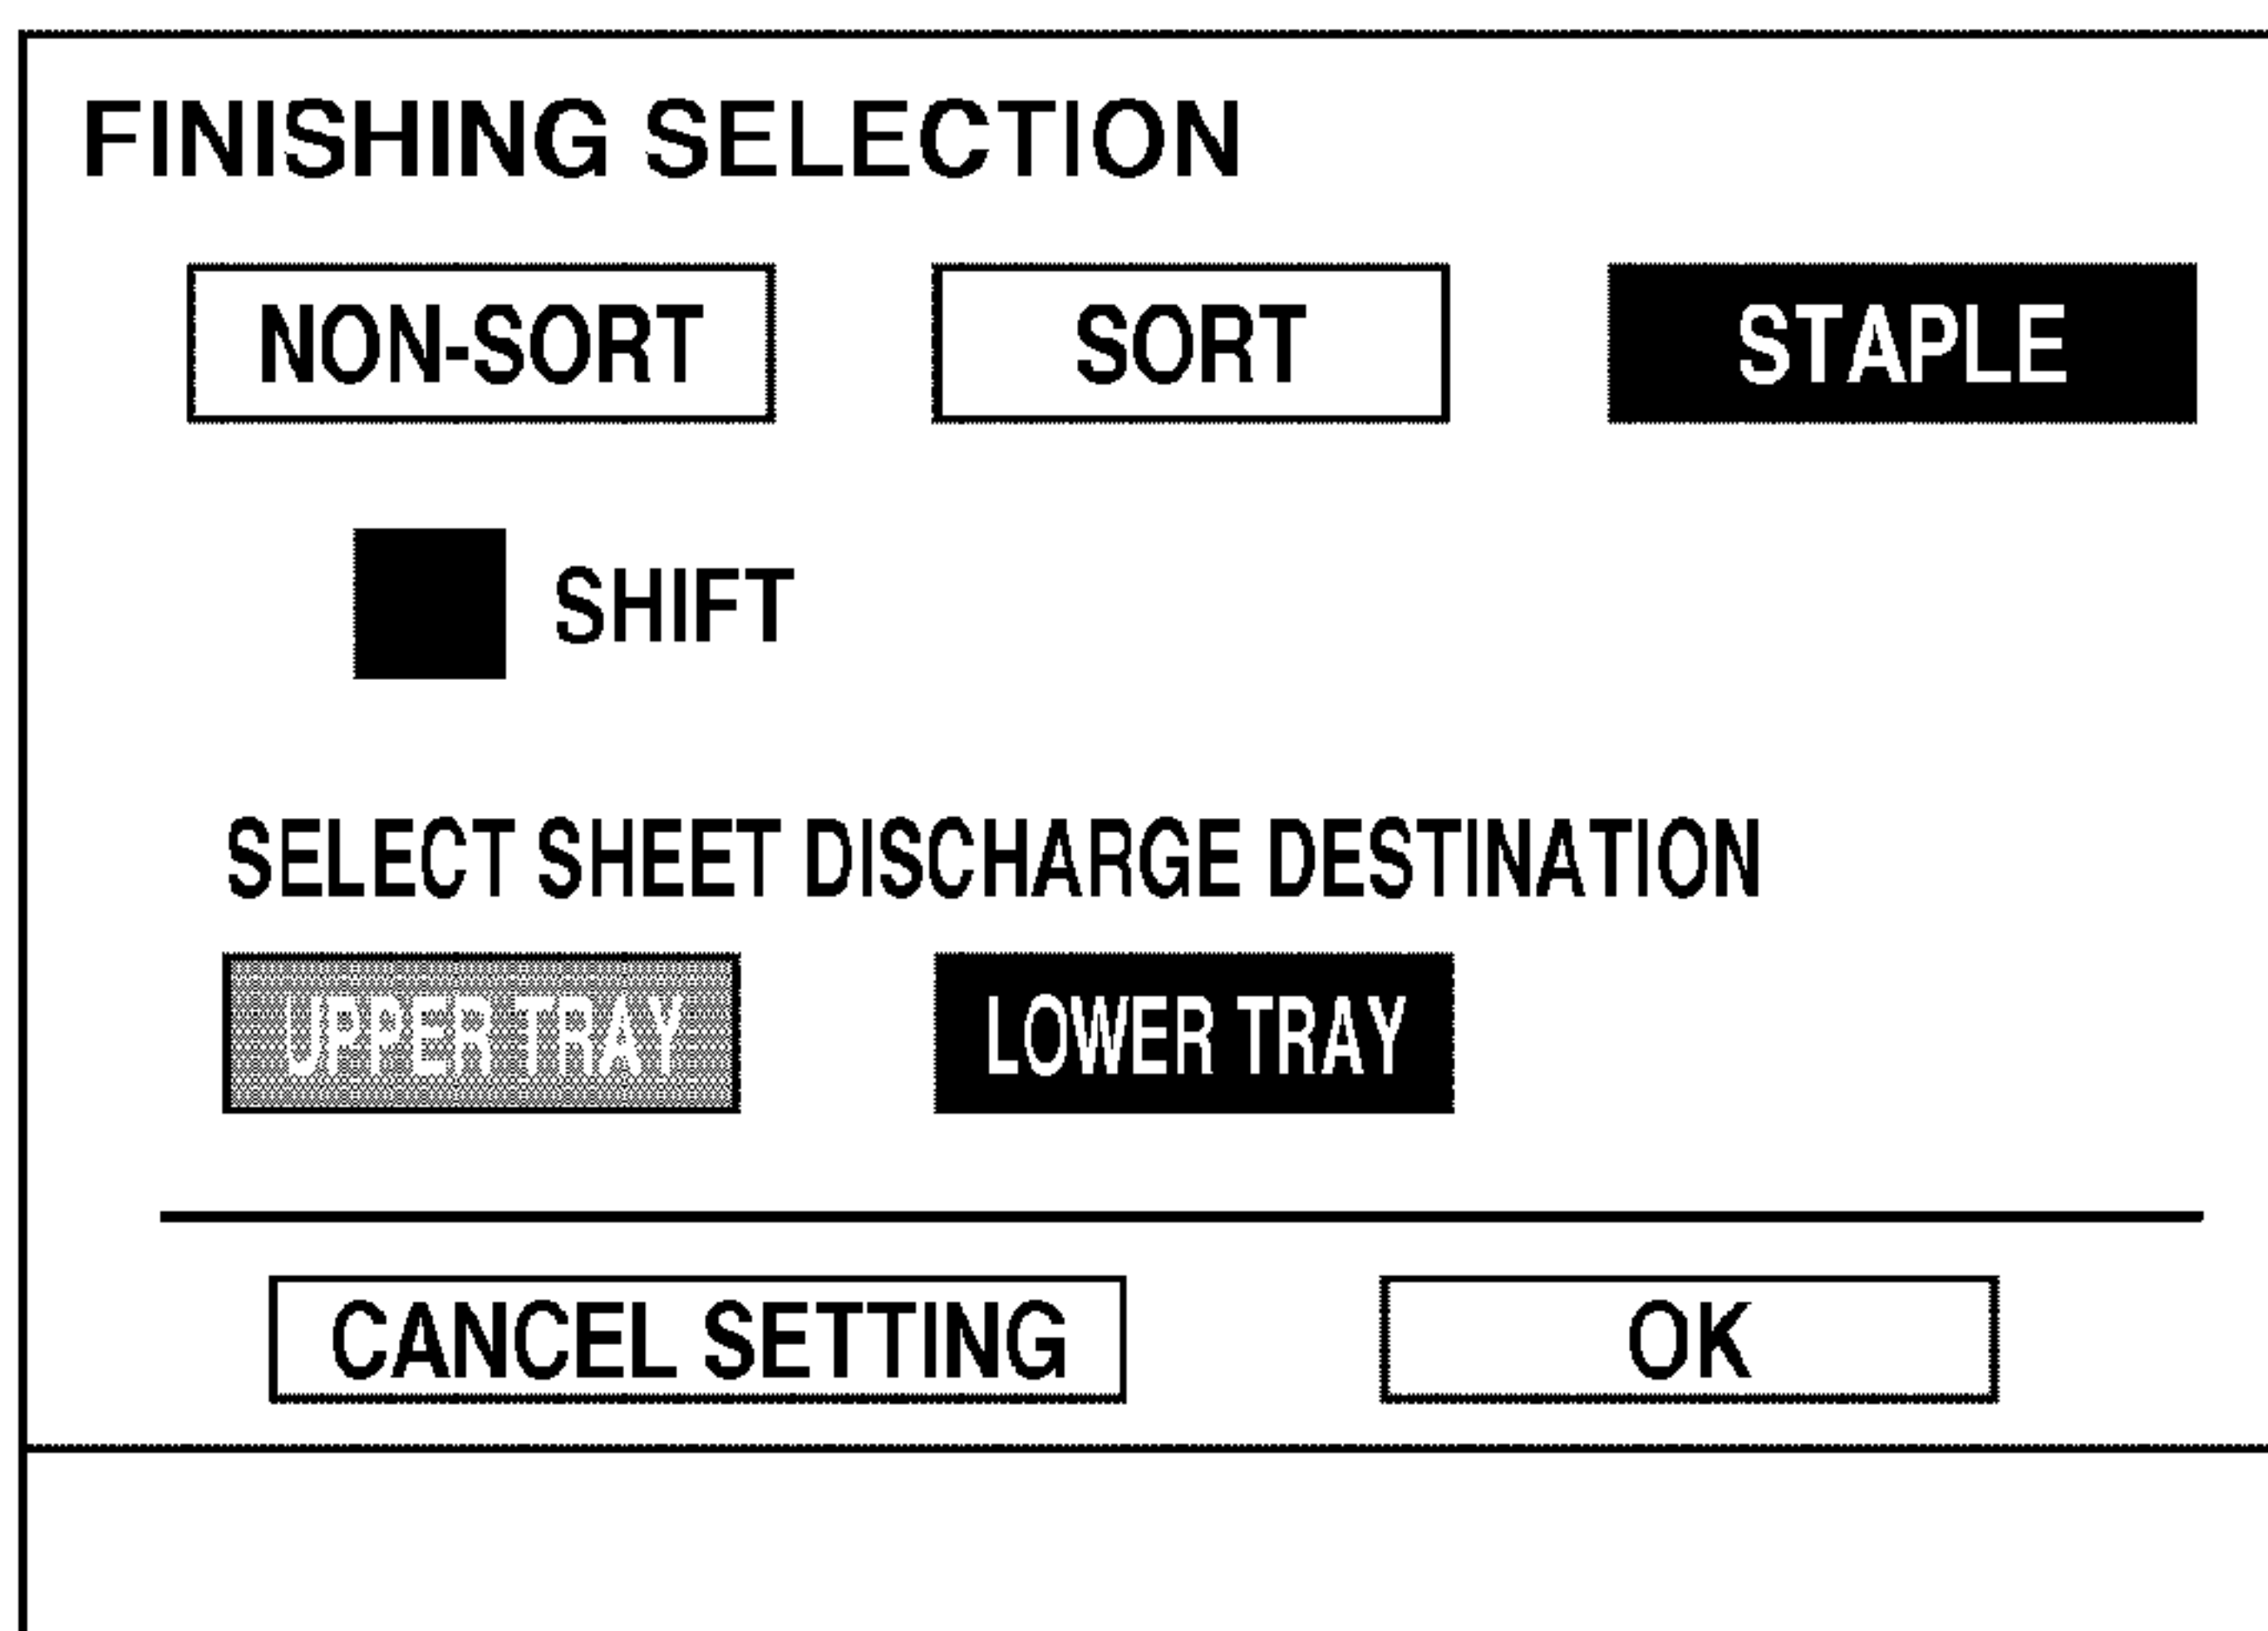 FINISHING SELECTION
NON-SORT SORT STAPLE
SHIFT
SELECT SHEET DISCHARGE DESTINATION
UPPER TRAY LOWER TRAY
CANCEL SETTING OK